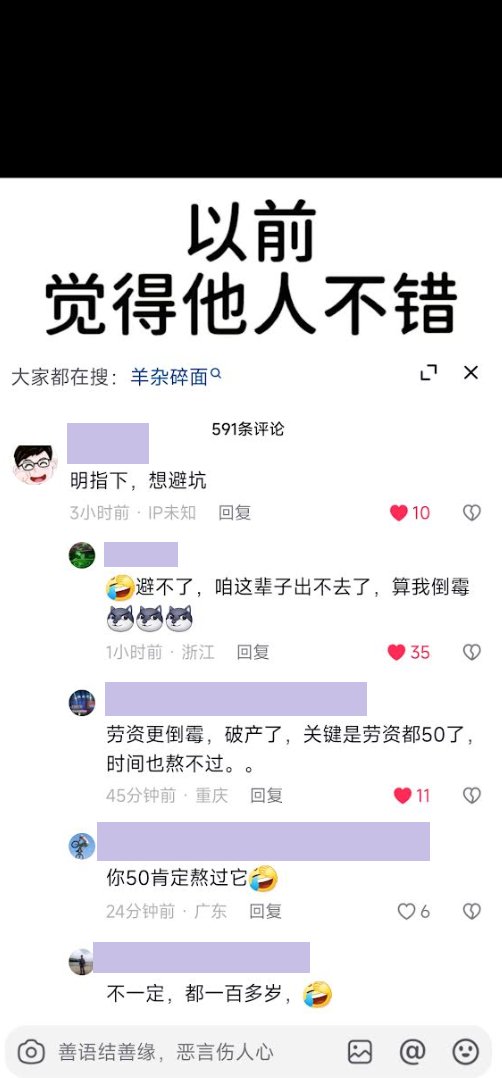 以前
觉得他人不错
大家都在搜：羊杂碎面
591条评论
明指下，想避坑
3小时前 · IP未知 回复 10
🤣避不了，咱这辈子出不去了，算我倒霉
🐺🐺🐺
1小时前 · 浙江 回复 35
劳资更倒霉，破产了，关键是劳资都50了，
时间也熬不过。。
45分钟前 · 重庆 回复 11
你50肯定熬过它🤣
24分钟前 · 广东 回复 6
不一定，都一百多岁，🤣
善语结善缘，恶言伤人心